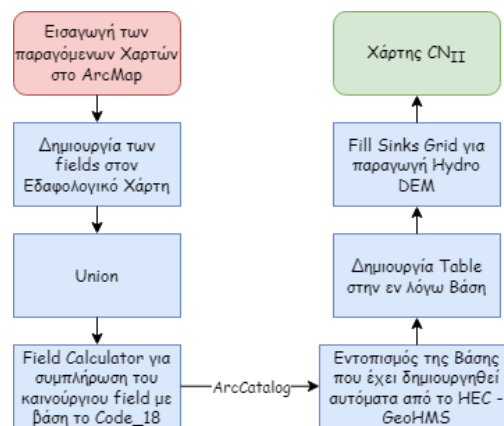 Εισαγωγή των
παραγόμενων Χαρτών
στο ArcMap
Δημιουργία των
fields στον
Εδαφολογικό Χάρτη
Union
Field Calculator για
συμπλήρωση του
καινούργιου field με
βάση το Code_18
ArcCatalog
Εντοπισμός της Βάσης
που έχει δημιουργηθεί
αυτόματα από το HEC -
GeoHMS
Δημιουργία Table
στην εν λόγω Βάση
Fill Sinks Grid για
παραγωγή Hydro
DEM
Χάρτης CN_II